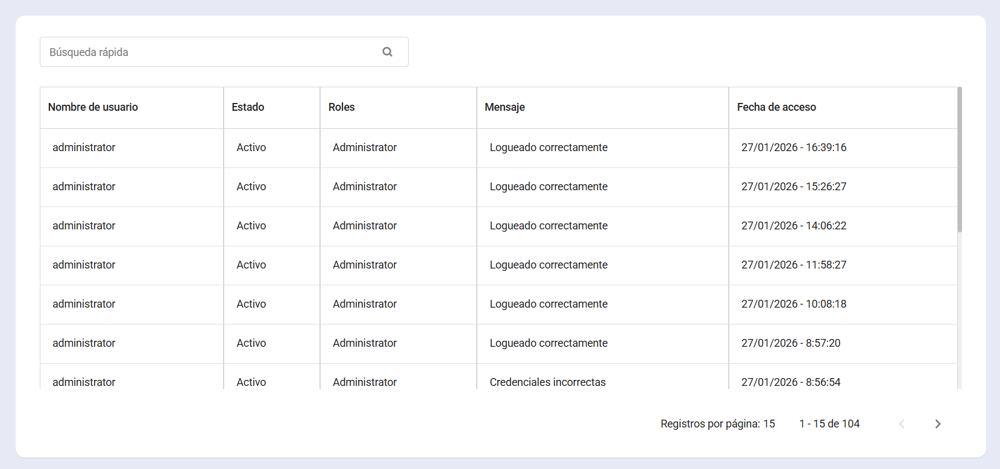 Búsqueda rápida
Nombre de usuario Estado Roles Mensaje Fecha de acceso
administrator Activo Administrator Logueado correctamente 27/01/2026 - 16:39:16
administrator Activo Administrator Logueado correctamente 27/01/2026 - 15:26:27
administrator Activo Administrator Logueado correctamente 27/01/2026 - 14:06:22
administrator Activo Administrator Logueado correctamente 27/01/2026 - 11:58:27
administrator Activo Administrator Logueado correctamente 27/01/2026 - 10:08:18
administrator Activo Administrator Logueado correctamente 27/01/2026 - 8:57:20
administrator Activo Administrator Credenciales incorrectas 27/01/2026 - 8:56:54
Registros por página: 15 1 - 15 de 104